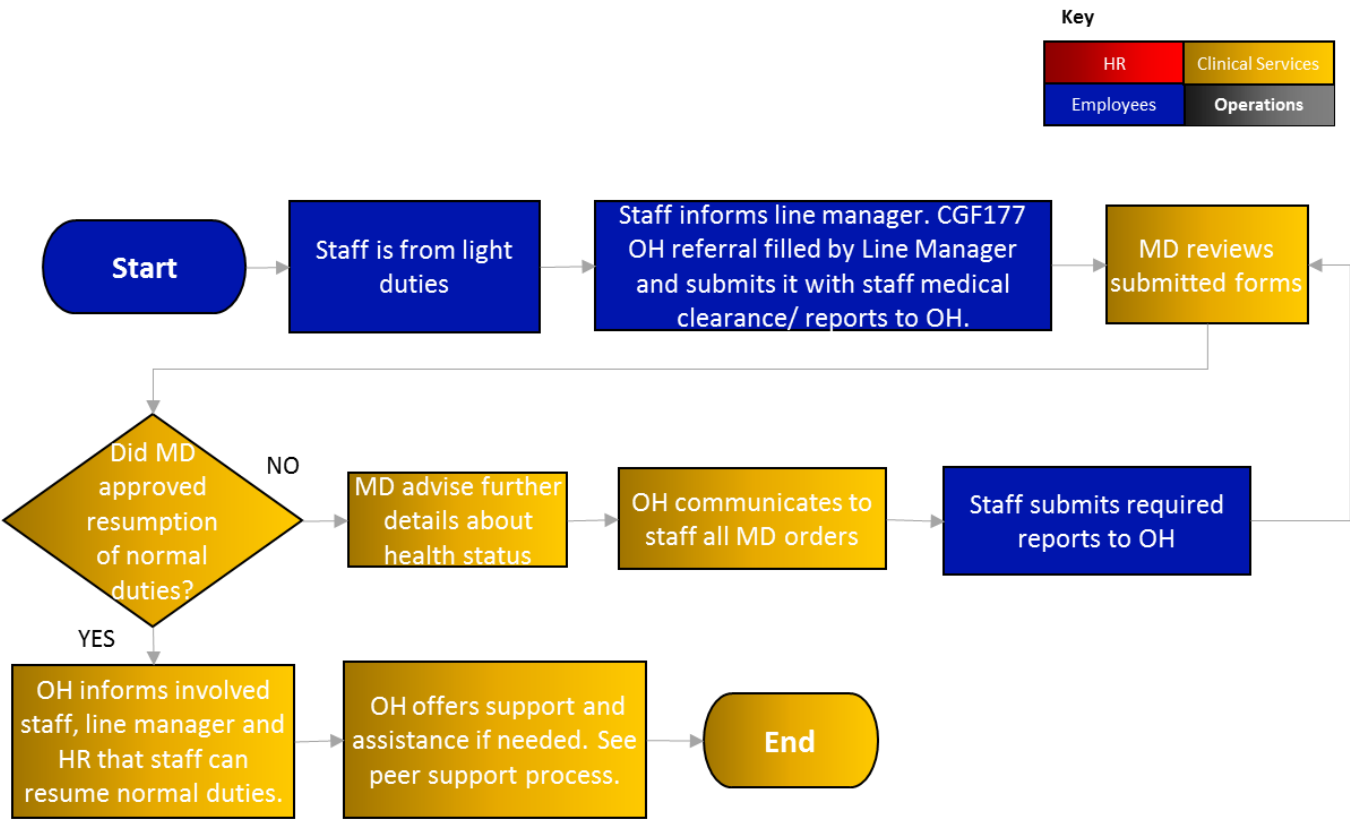 Key
HR
Clinical Services
Employees
Operations
Start
Staff is from light
duties
Staff informs line manager. CGF177
OH referral filled by Line Manager
and submits it with staff medical
clearance/ reports to OH.
MD reviews
submitted forms
Did MD
approved
resumption
of normal
duties?
NO
MD advise further
details about
health status
OH communicates to
staff all MD orders
Staff submits required
reports to OH
YES
OH informs involved
staff, line manager and
HR that staff can
resume normal duties.
OH offers support and
assistance if needed. See
peer support process.
End